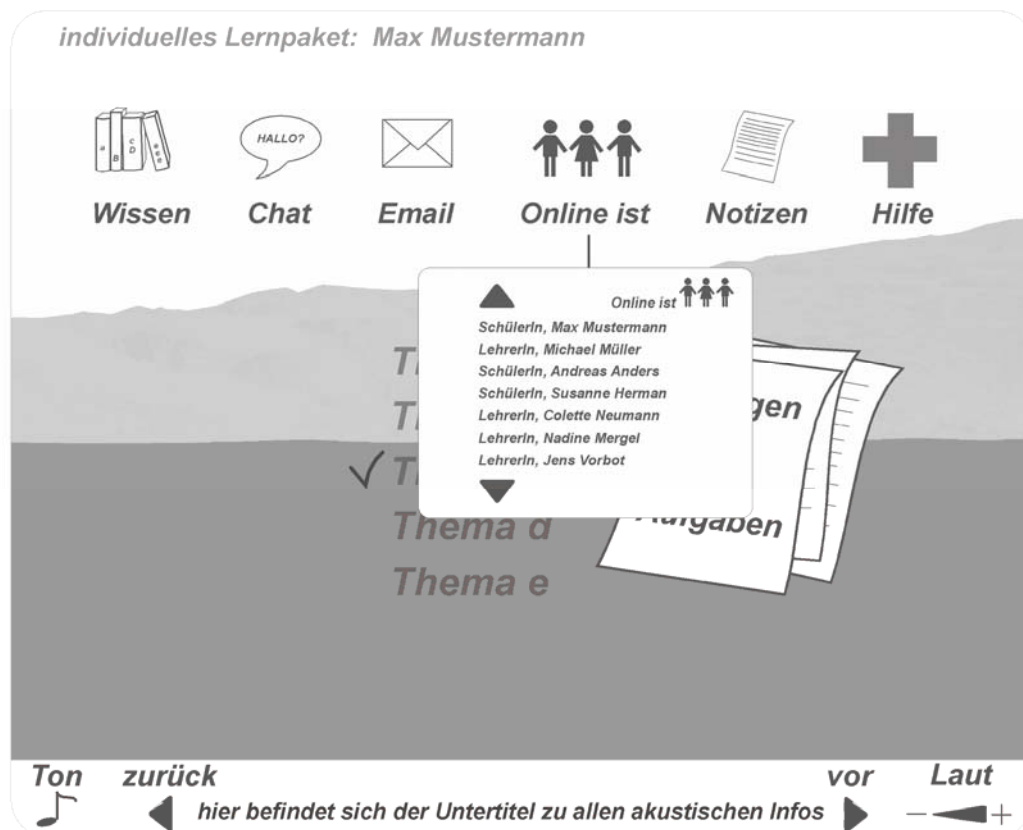 individuelles Lernpaket: Max Mustermann
a B c D e e e
HALLO?
Wissen Chat Email Online ist Notizen Hilfe
Online ist
SchülerIn, Max Mustermann
LehrerIn, Michael Müller
SchülerIn, Andreas Anders
SchülerIn, Susanne Herman
LehrerIn, Colette Neumann
LehrerIn, Nadine Mergel
LehrerIn, Jens Vorbot
Aufgaben
Thema d
Thema e
Ton zurück vor Laut
hier befindet sich der Untertitel zu allen akustischen Infos
− +